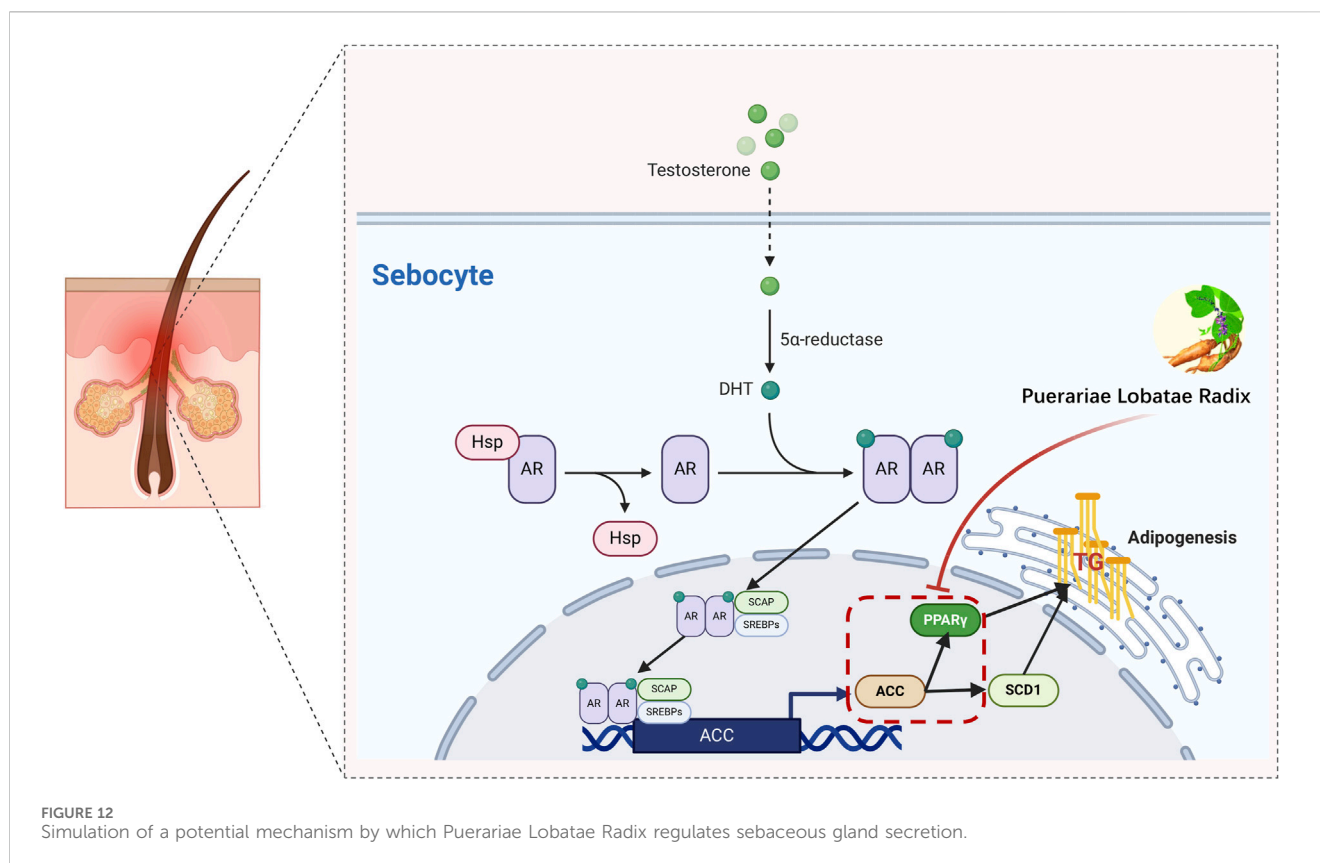 Testosterone
Sebocyte
5α-reductase
DHT
Puerariae Lobatae Radix
Hsp
AR
AR
AR
AR
Hsp
Adipogenesis
TG
AR
AR
SCAP
SREBPs
PPARγ
AR
AR
SCAP
SREBPs
ACC
SCD1
ACC
FIGURE 12
Simulation of a potential mechanism by which Puerariae Lobatae Radix regulates sebaceous gland secretion.